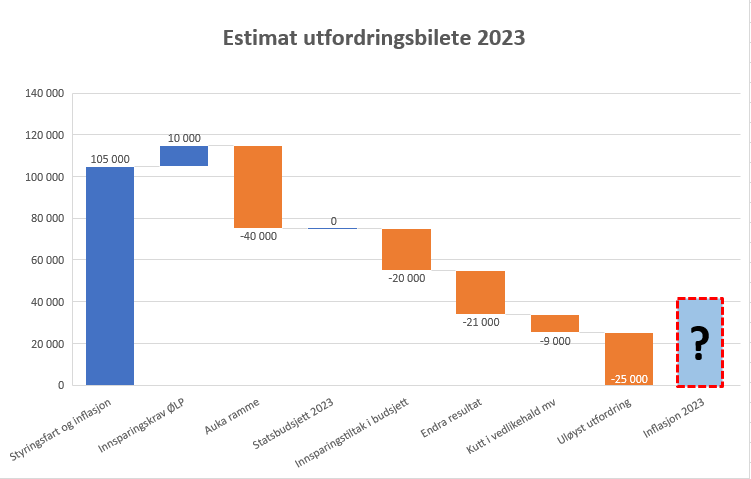 Estimat utfordringsbilete 2023
140 000
120 000
100 000
80 000
60 000
40 000
20 000
0
105 000
10 000
-40 000
0
-20 000
-21 000
-9 000
-25 000
?
Styringsfart og inflasjon
Innsparingskrav ØLP
Auka ramme
Statsbudsjett 2023
Innsparingstiltak i budsjett
Endra resultat
Kutt i vedlikehald mv
Uløyst utfordring
Inflasjon 2023